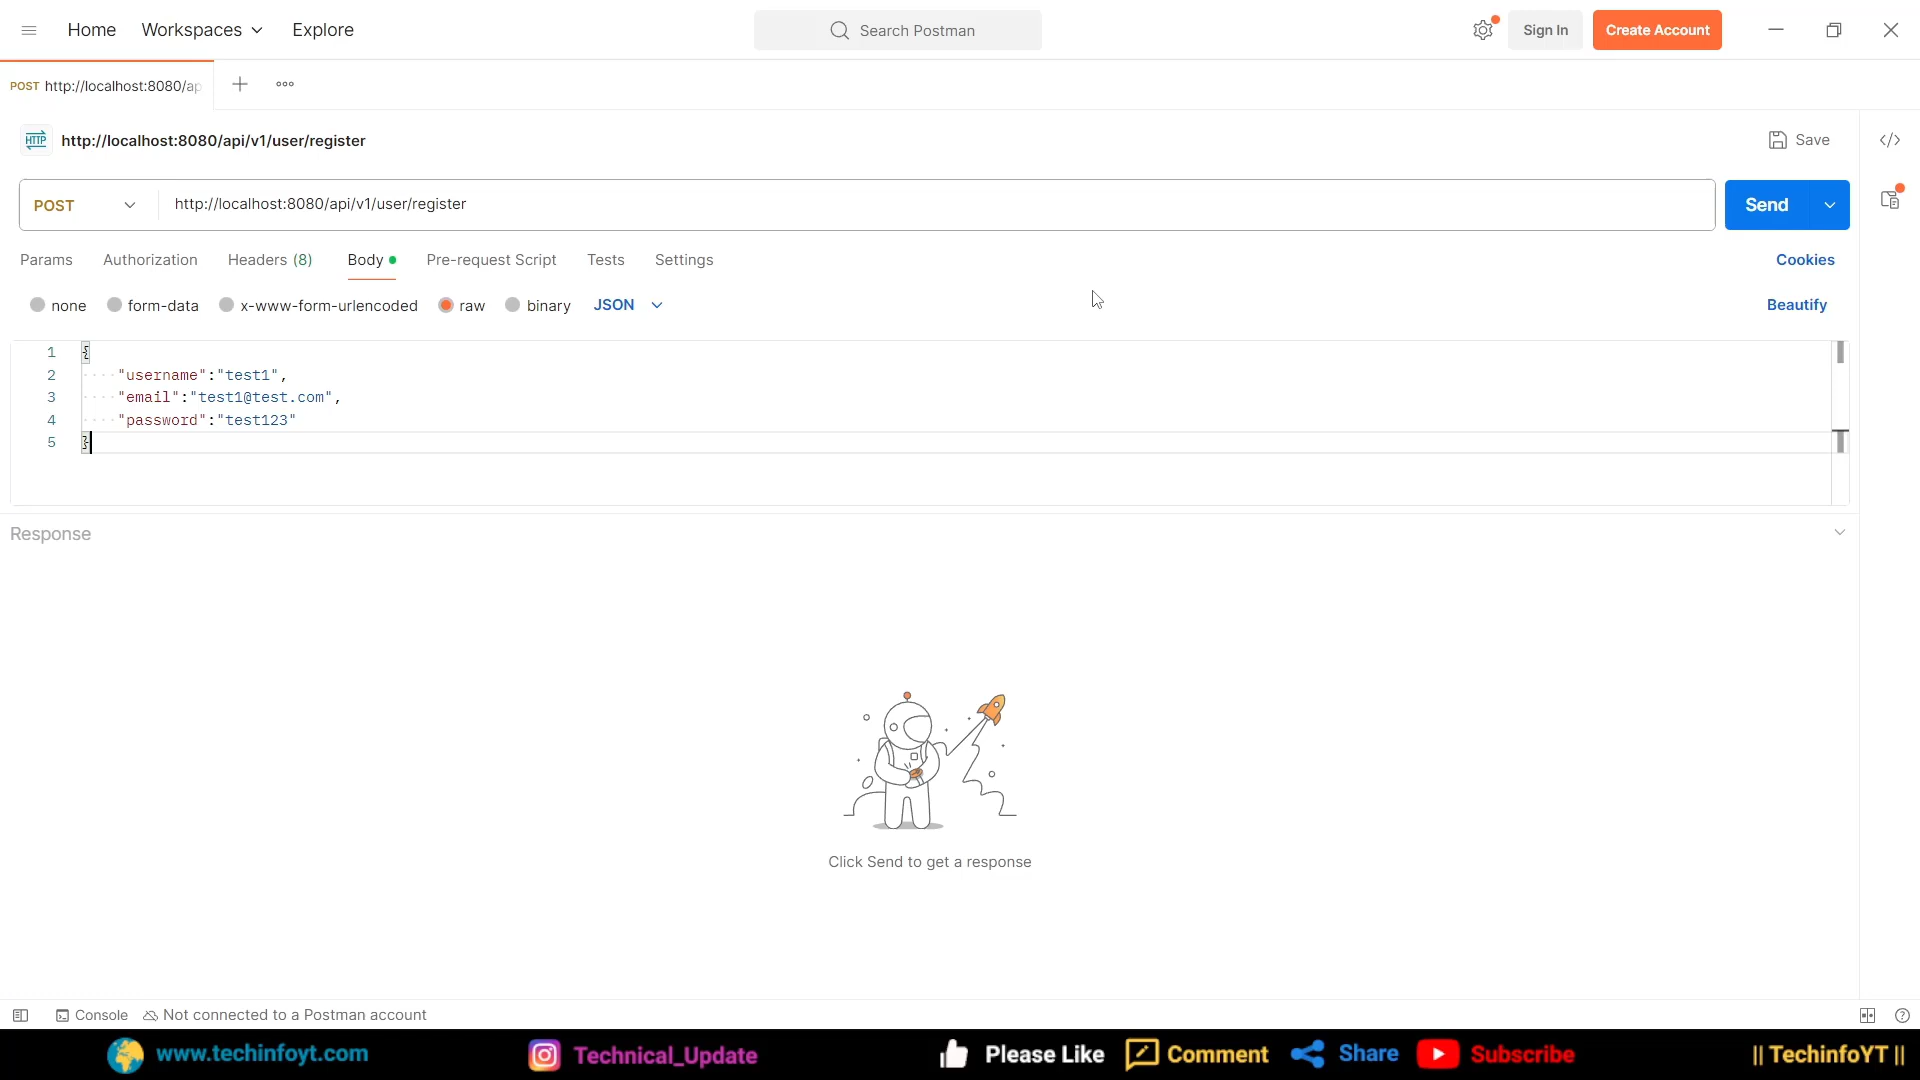 Home Workspaces Explore Search Postman Sign In Create Account
POST http://localhost:8080/ap
HTTP http://localhost:8080/api/v1/user/register Save </>
POST http://localhost:8080/api/v1/user/register Send
Params Authorization Headers (8) Body Pre-request Script Tests Settings Cookies
none form-data x-www-form-urlencoded raw binary JSON Beautify
1 {
2 "username":"test1",
3 "email":"test1@test.com",
4 "password":"test123"
5 }
Response
Click Send to get a response
Console Not connected to a Postman account
www.techinfoyt.com Technical_Update Please Like Comment Share Subscribe || TechinfoYT ||